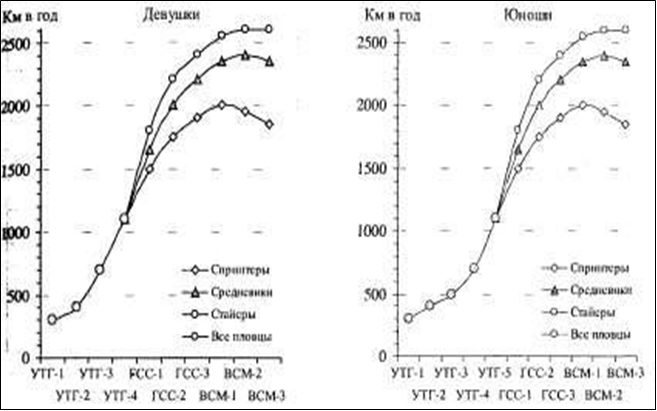 Км в год
Девушки
2500
2000
1500
1000
500
0
Спринтеры
Средневики
Стайеры
Все пловцы
УТГ-1 УТГ-3 ГСС-1 ГСС-3 ВСМ-2
УТГ-2 УТГ-4 ГСС-2 ВСМ-1 ВСМ-3
Км в год
Юноши
2500
2000
1500
1000
500
0
Спринтеры
Средневики
Стайеры
Все пловцы
УТГ-1 УТГ-3 УТГ-5 ГСС-2 ВСМ-1 ВСМ-3
УТГ-2 УТГ-4 ГСС-1 ГСС-3 ВСМ-2